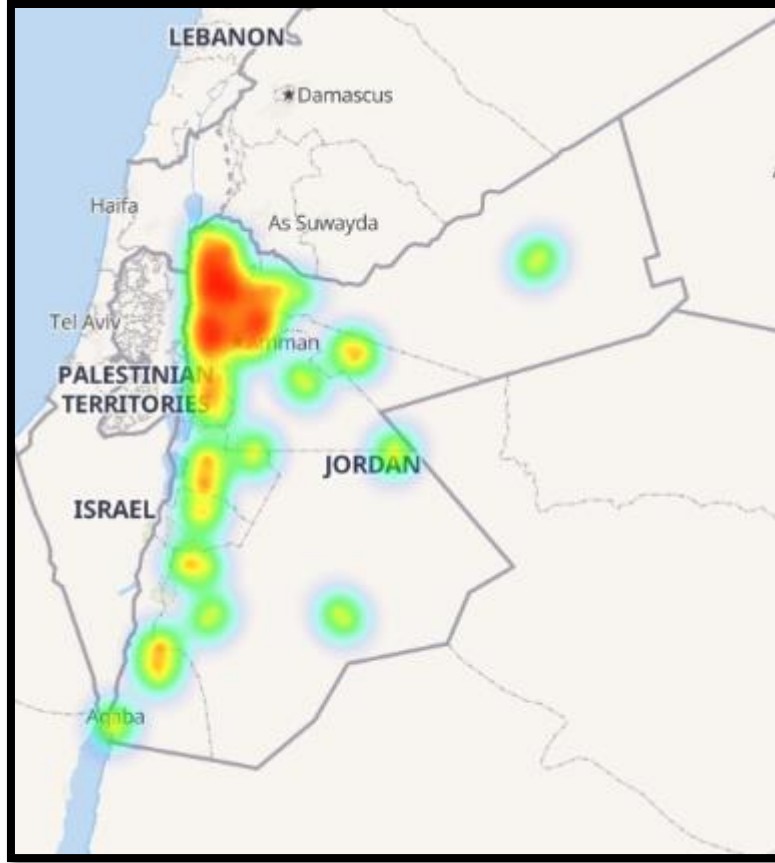 LEBANON
Damascus
Haifa
As Suwayda
Tel Aviv
Amman
PALESTINIAN
TERRITORIES
JORDAN
ISRAEL
Aqaba